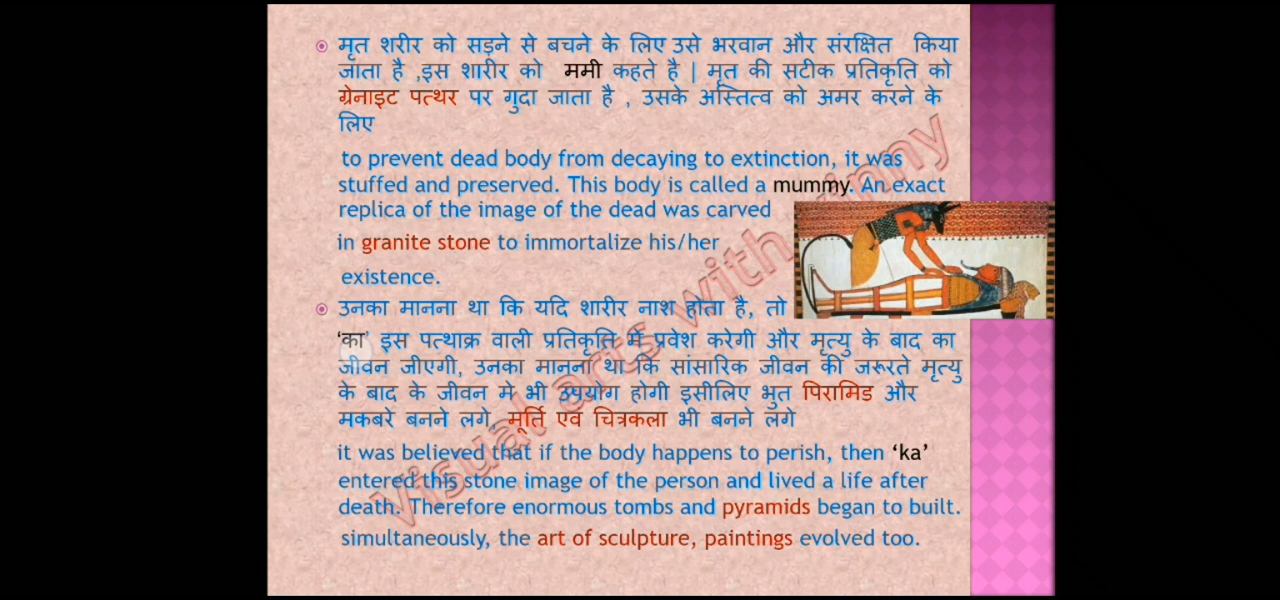 मृत शरीर को सड़ने से बचने के लिए उसे भरवान और संरक्षित किया
जाता है ,इस शारीर को ममी कहते है | मृत की सटीक प्रतिकृति को
ग्रेनाइट पत्थर पर गुदा जाता है , उसके अस्तित्व को अमर करने के
लिए
to prevent dead body from decaying to extinction, it was
stuffed and preserved. This body is called a mummy. An exact
replica of the image of the dead was carved
in granite stone to immortalize his/her
existence.
उनका मानना था कि यदि शारीर नाश होता है, तो
‘का’ इस पत्थाक्र वाली प्रतिकृति में प्रवेश करेगी और मृत्यु के बाद का
जीवन जीएगी, उनका मानना था कि सांसारिक जीवन की जरूरते मृत्यु
के बाद के जीवन मे भी उपयोग होगी इसीलिए भुत पिरामिड और
मकबरें बनने लगे, मूर्ति एवं चित्रकला भी बनने लगे
it was believed that if the body happens to perish, then ‘ka’
entered this stone image of the person and lived a life after
death. Therefore enormous tombs and pyramids began to built.
simultaneously, the art of sculpture, paintings evolved too.